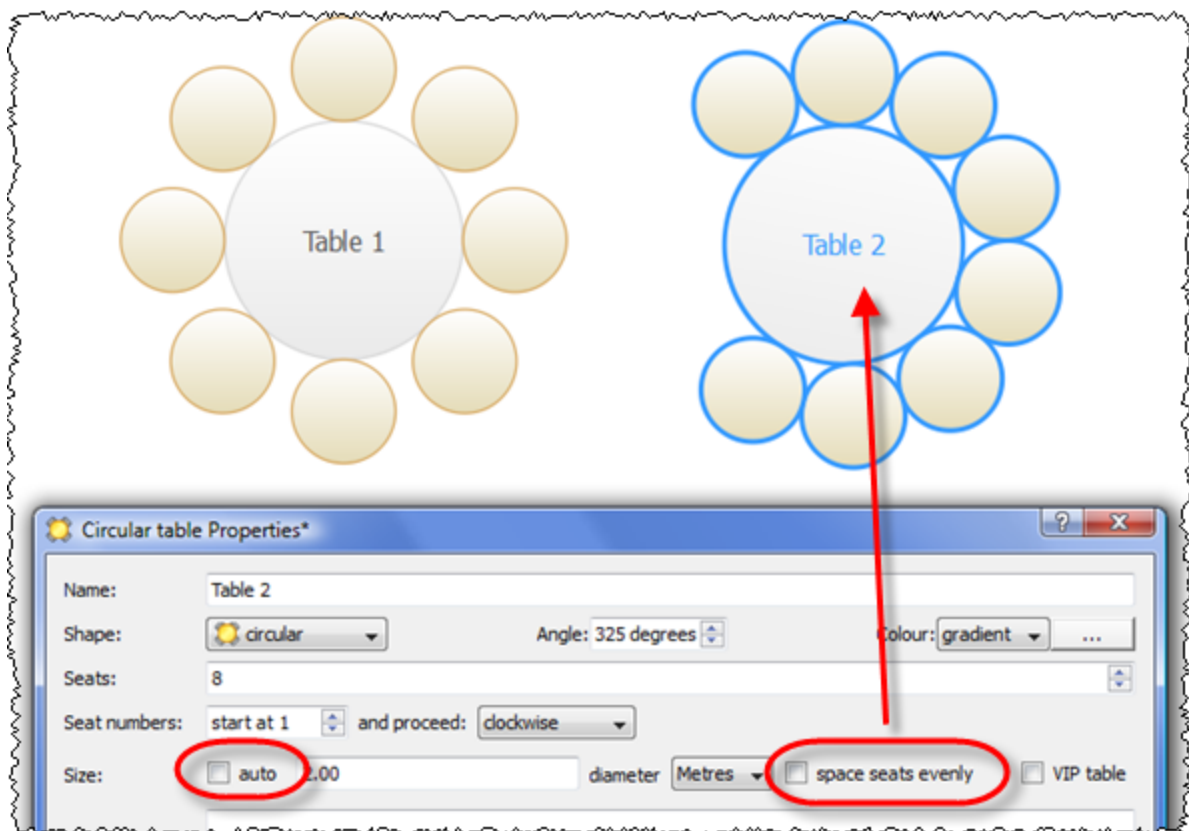 Table 1
Table 2
Circular table Properties*
?
X
Name:
Table 2
Shape:
circular
Angle: 325 degrees
Colour: gradient
...
Seats:
8
Seat numbers:
start at 1
and proceed:
clockwise
Size:
auto
2.00
diameter
Metres
space seats evenly
VIP table